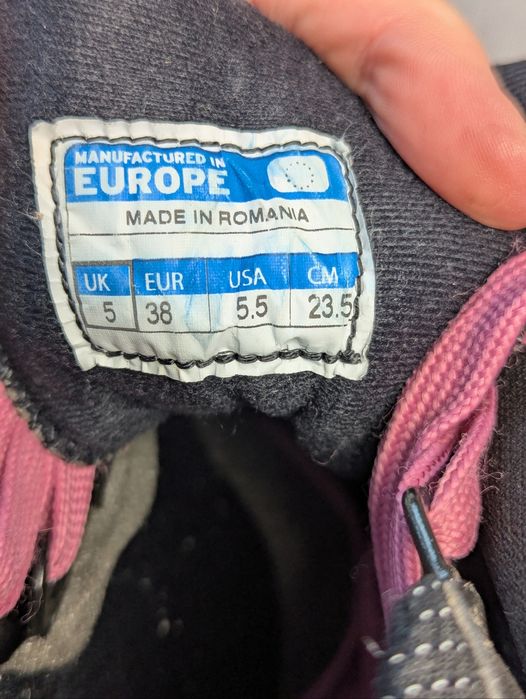 MANUFACTURED IN
EUROPE
MADE IN ROMANIA
UK EUR USA CM
5 38 5.5 23.5